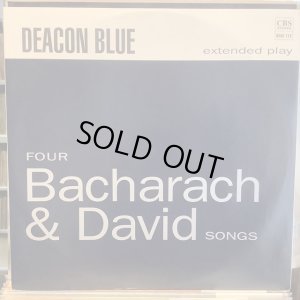 DEACON BLUE
CBS
extended play
FOUR
SOLD OUT
Bacharach
& David SONGS